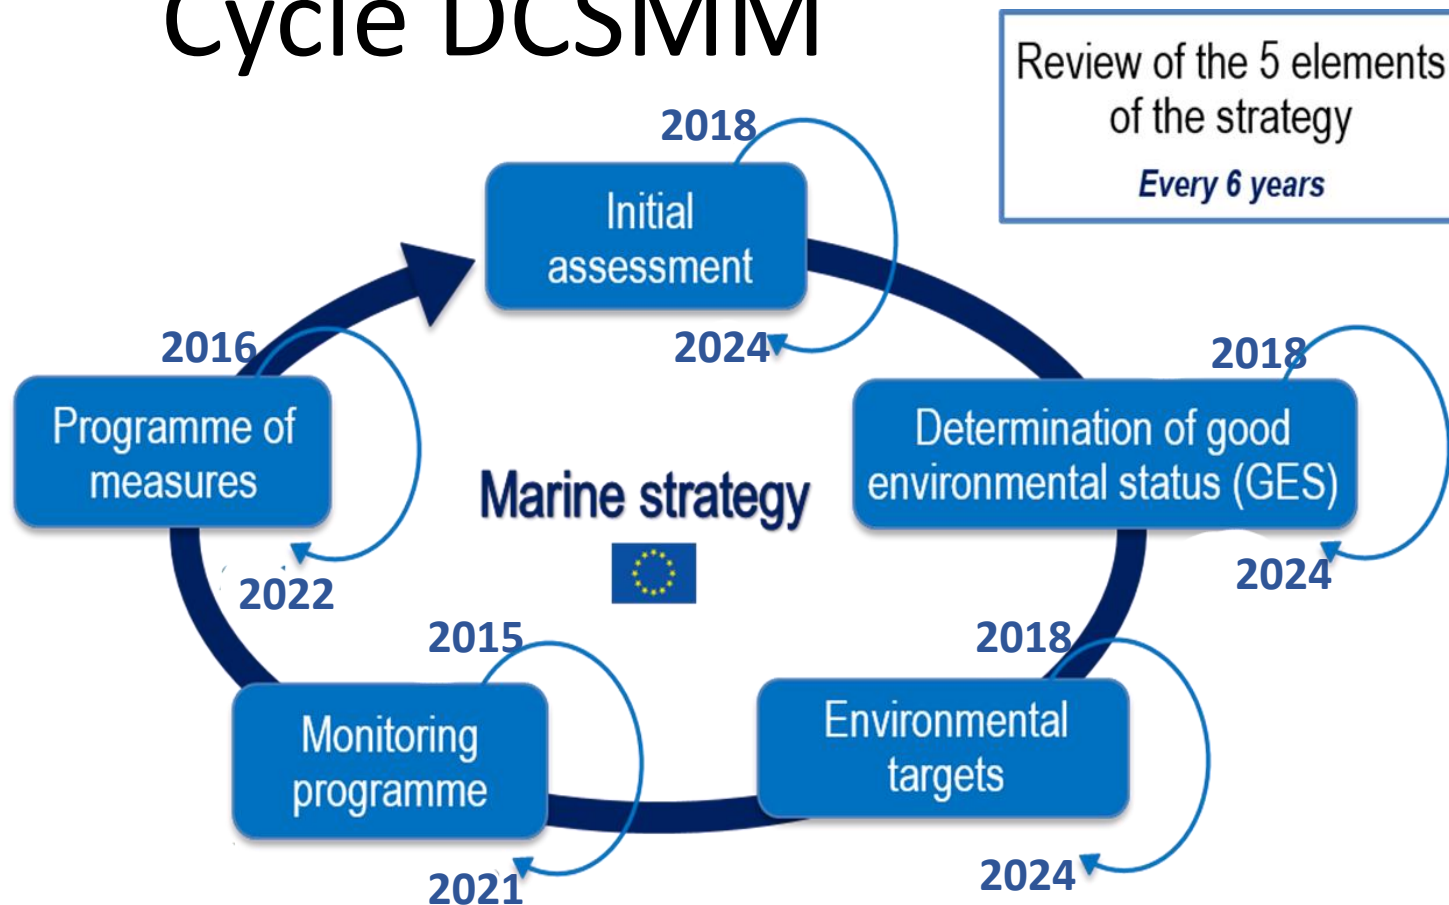 Cycle DCSMM
Review of the 5 elements
of the strategy
Every 6 years
2018
Initial
assessment
2024
2018
Determination of good
environmental status (GES)
2024
2018
Environmental
targets
2024
2015
Monitoring
programme
2021
2016
Programme of
measures
2022
Marine strategy